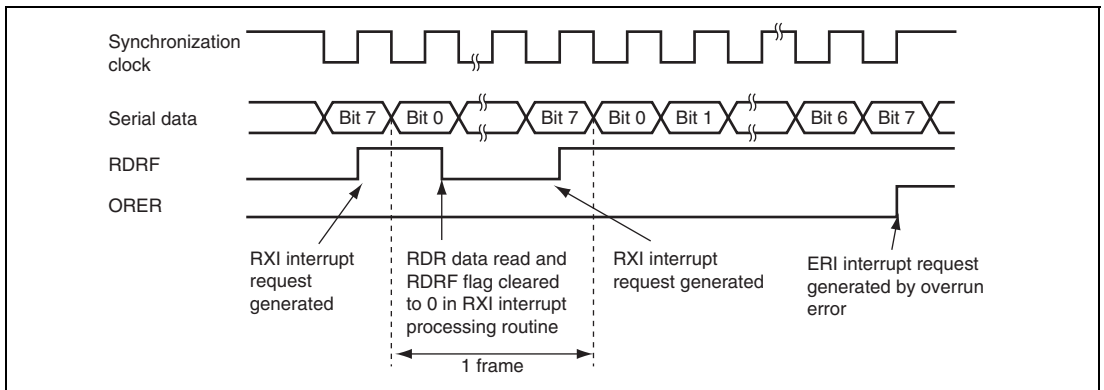 Synchronization
clock
Serial data
Bit 7 Bit 0 Bit 7 Bit 0 Bit 1 Bit 6 Bit 7
RDRF
ORER
RXI interrupt
request
generated
RDR data read and
RDRF flag cleared
to 0 in RXI interrupt
processing routine
RXI interrupt
request generated
ERI interrupt request
generated by overrun
error
1 frame